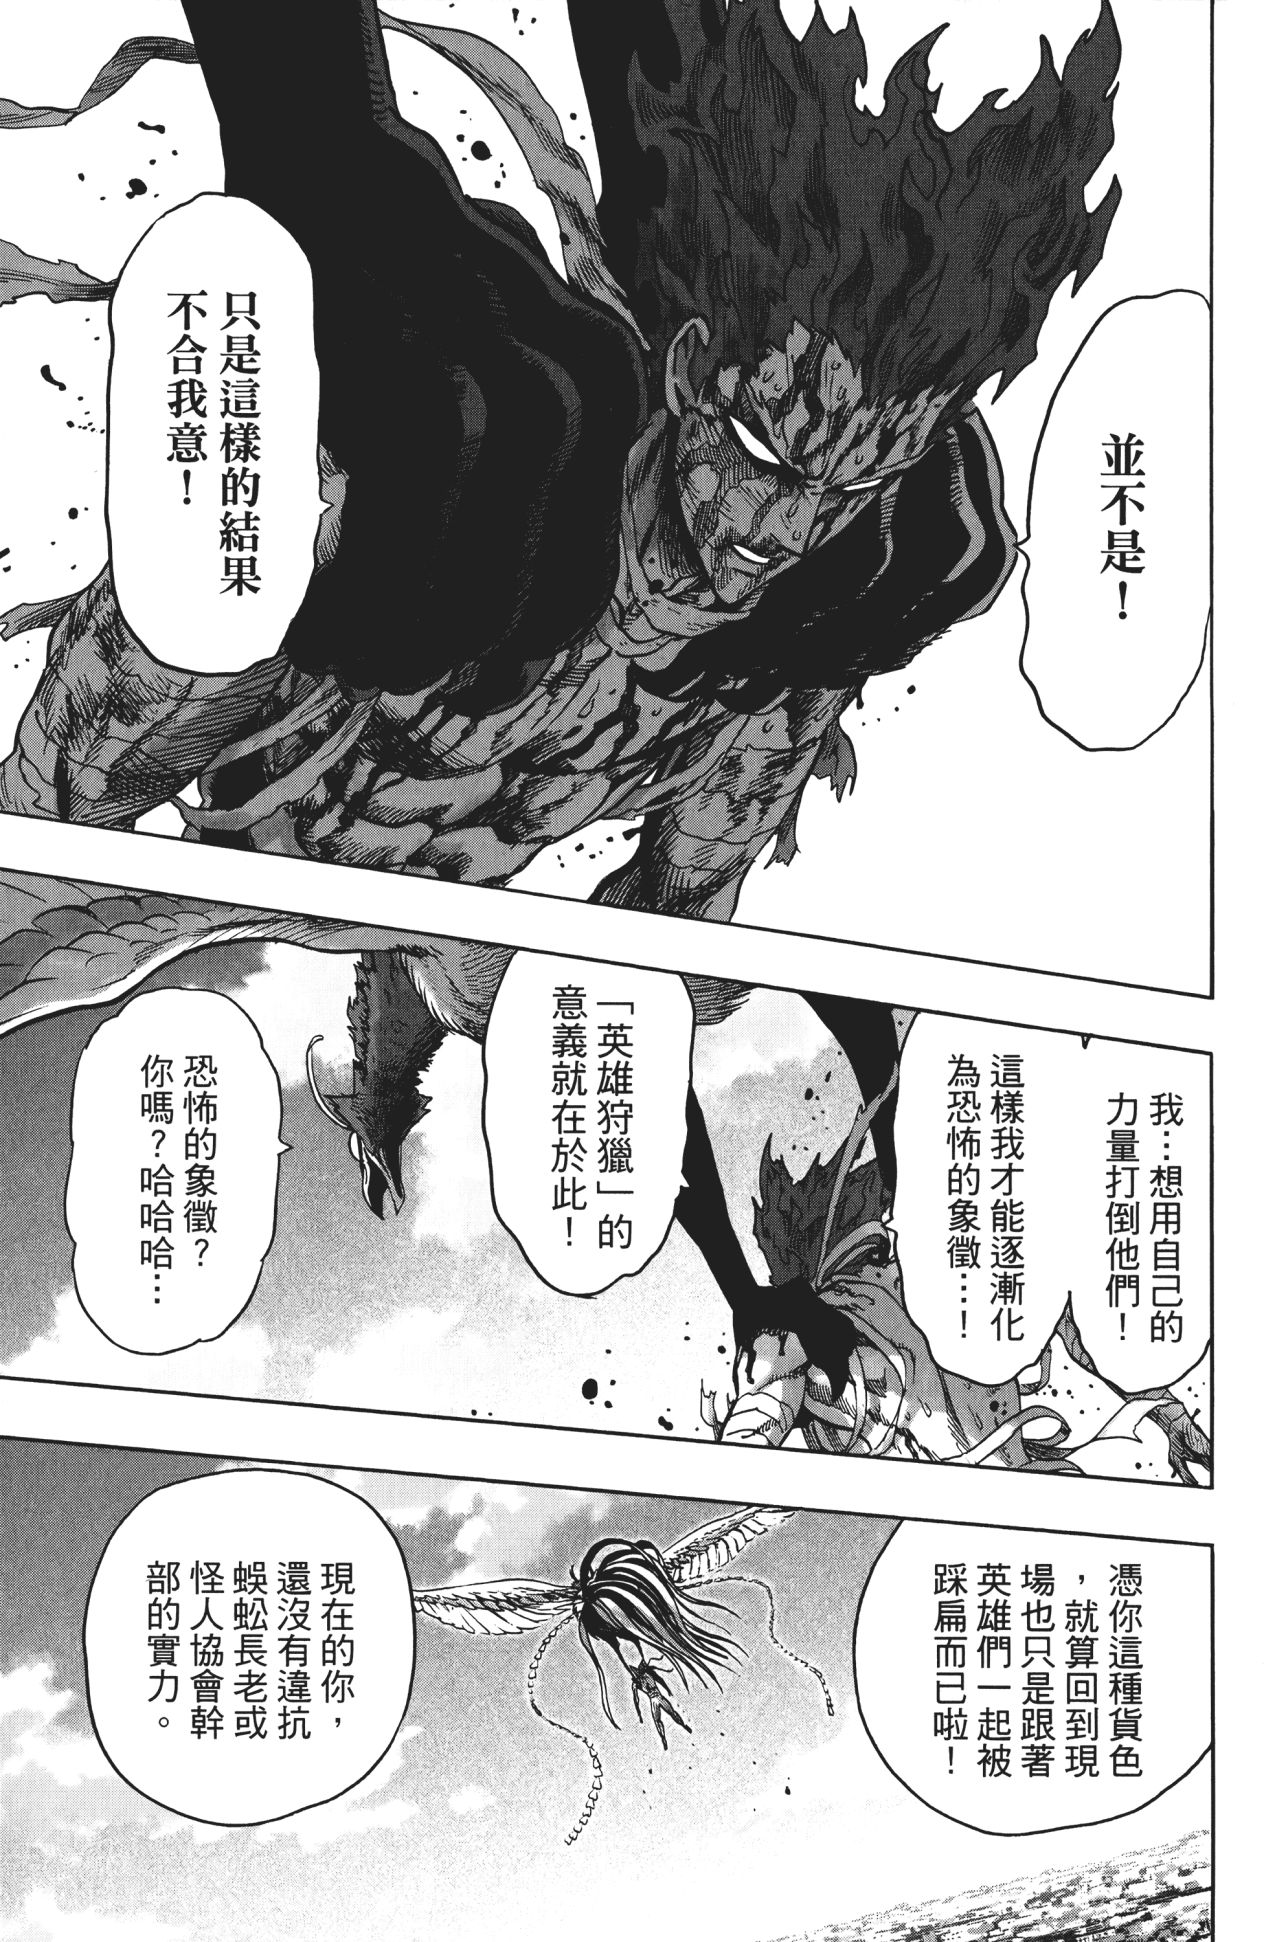 並不是！
只是這樣的結果
不合我意！
我…想用自己的
力量打倒他們！
這樣我才能逐漸化
為恐怖的象徵…！
「英雄狩獵」的
意義就在於此！
恐怖的象徵？
你嗎？哈哈哈…
憑你這種貨色
，就算回到現
場也只是跟著
英雄們一起被
踩扁而已啦！
現在的你，
還沒有違抗
蜈蚣長老或
怪人協會幹
部的實力。